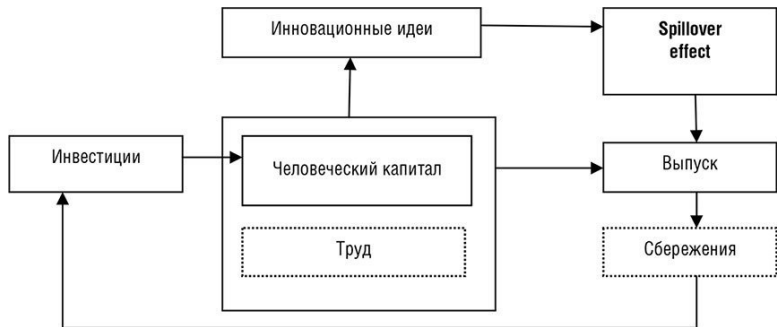 Инновационные идеи
Spillover
effect
Инвестиции
Человеческий капитал
Выпуск
Труд
Сбережения